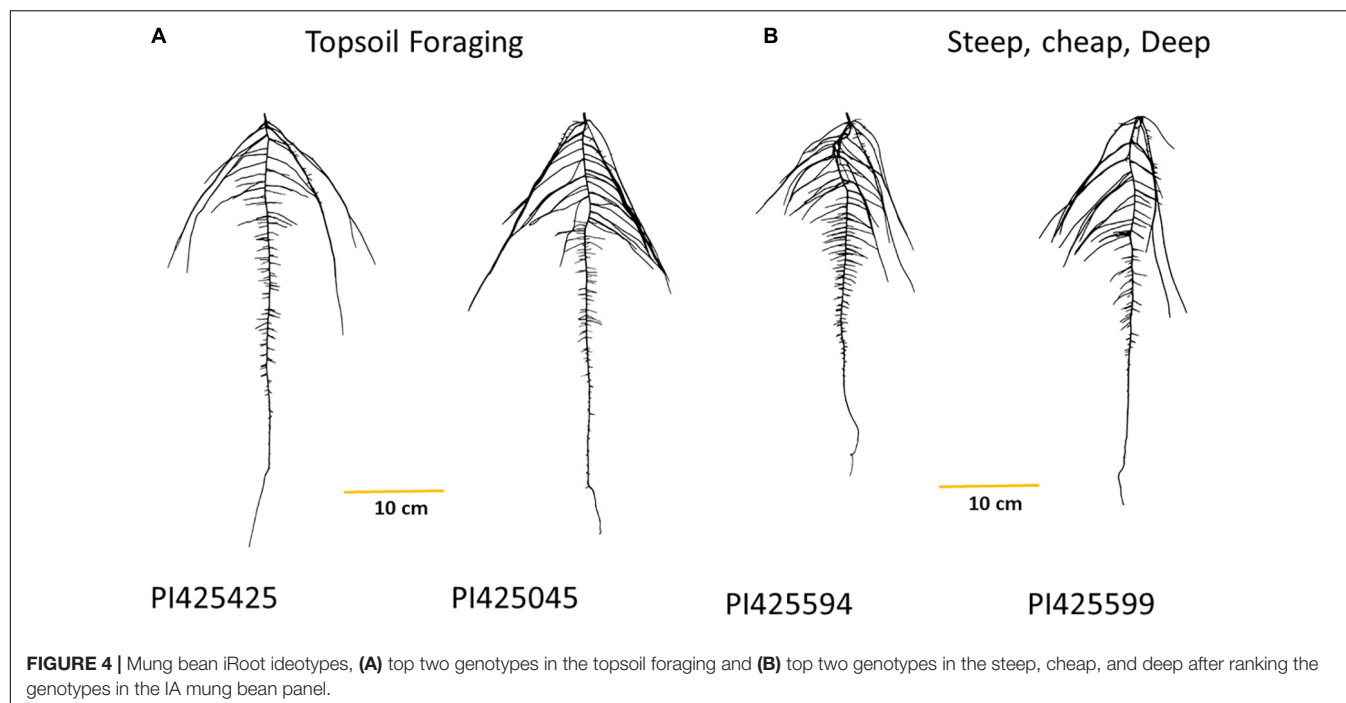 A
Topsoil Foraging
B
Steep, cheap, Deep
10 cm
10 cm
PI425425
PI425045
PI425594
PI425599
FIGURE 4 | Mung bean iRoot ideotypes, (A) top two genotypes in the topsoil foraging and (B) top two genotypes in the steep, cheap, and deep after ranking the
genotypes in the IA mung bean panel.